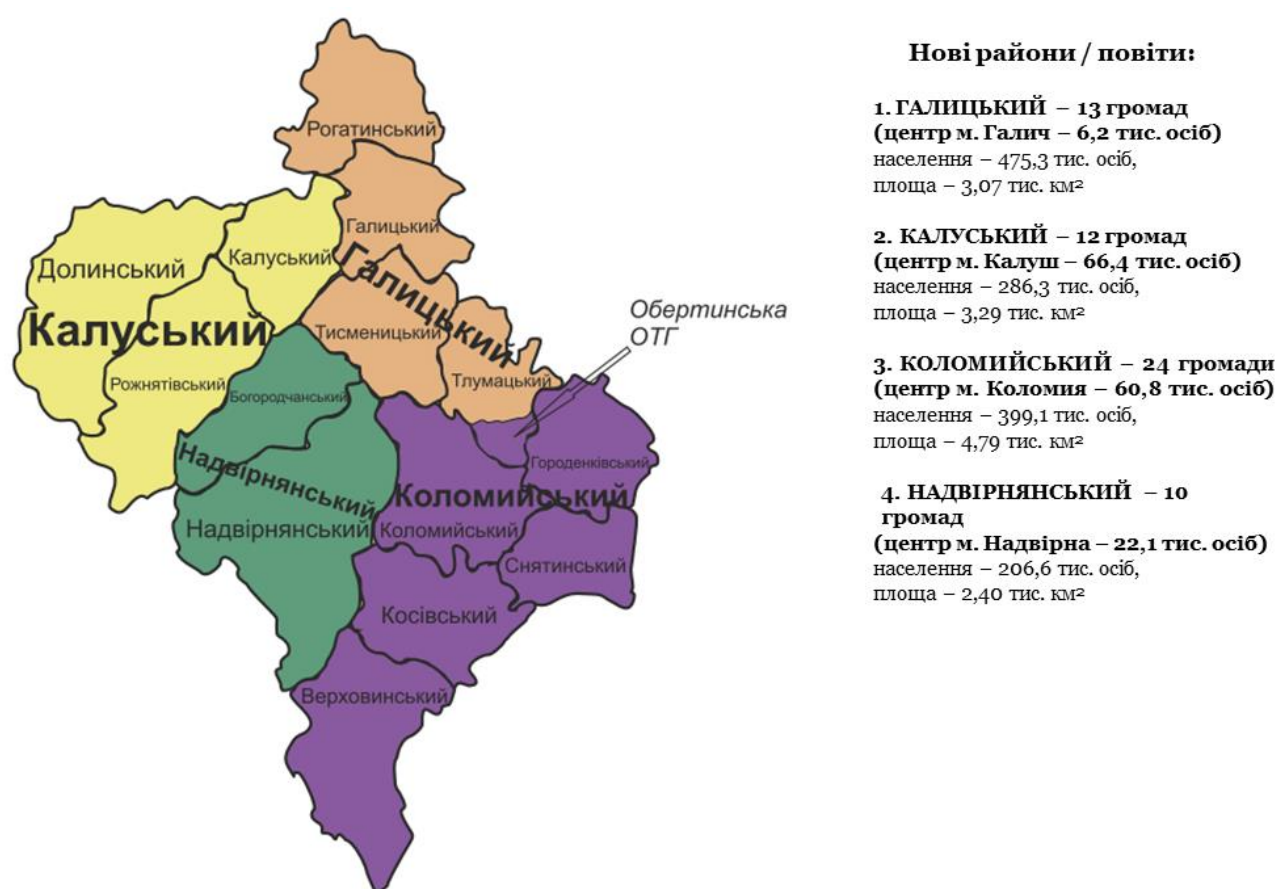 Рогатинський
Галицький
Калуський
Долинський
Галицький
Калуський
Тисменицький
Обертинська
ОТГ
Рожнятівський
Тлумацький
Богородчанський
Надвірнянський
Городенківський
Коломийський
Надвірнянський
Коломийський
Снятинський
Косівський
Верховинський
Нові райони / повіти:
1. ГАЛИЦЬКИЙ – 13 громад
(центр м. Галич – 6,2 тис. осіб)
населення – 475,3 тис. осіб,
площа – 3,07 тис. км²
2. КАЛУСЬКИЙ – 12 громад
(центр м. Калуш – 66,4 тис. осіб)
населення – 286,3 тис. осіб,
площа – 3,29 тис. км²
3. КОЛОМИЙСЬКИЙ – 24 громади
(центр м. Коломия – 60,8 тис. осіб)
населення – 399,1 тис. осіб,
площа – 4,79 тис. км²
4. НАДВІРНЯНСЬКИЙ – 10
громад
(центр м. Надвірна – 22,1 тис. осіб)
населення – 206,6 тис. осіб,
площа – 2,40 тис. км²